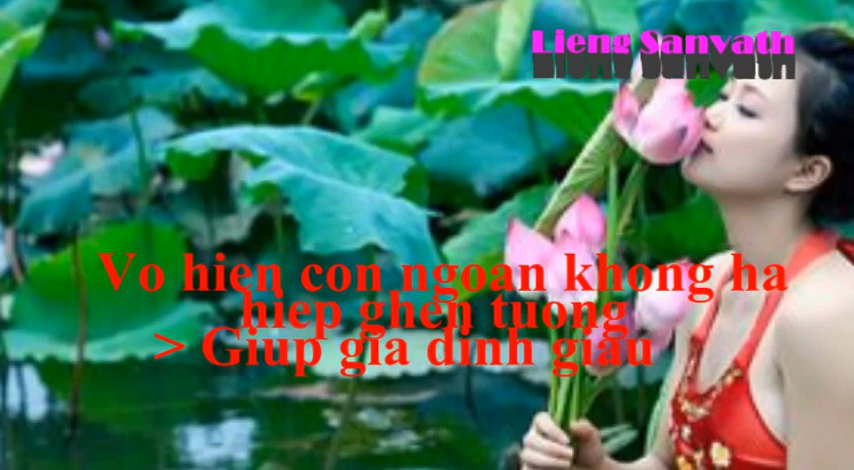 Lieng Sanvath
Vo hien con ngoan khong ha
hiep ghen tuong
> Giup gia dinh giau